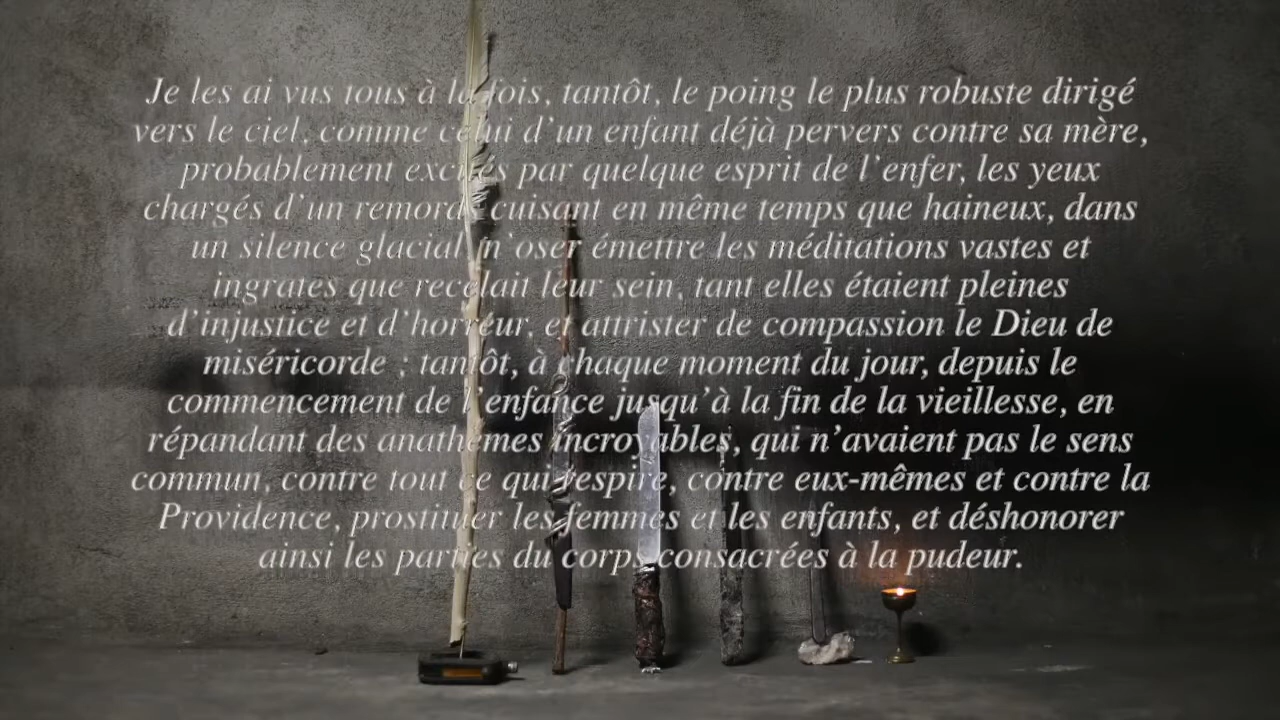 Je les ai vus tous à la fois, tantôt, le poing le plus robuste dirigé
vers le ciel, comme celui d’un enfant déjà pervers contre sa mère,
probablement excités par quelque esprit de l’enfer, les yeux
chargés d’un remords cuisant en même temps que haineux, dans
un silence glacial, n’oser émettre les méditations vastes et
ingrates que recelait leur sein, tant elles étaient pleines
d’injustice et d’horreur, et attrister de compassion le Dieu de
miséricorde ; tantôt, à chaque moment du jour, depuis le
commencement de l’enfance jusqu’à la fin de la vieillesse, en
répandant des anathèmes incroyables, qui n’avaient pas le sens
commun, contre tout ce qui respire, contre eux-mêmes et contre la
Providence, prostituer les femmes et les enfants, et déshonorer
ainsi les parties du corps consacrées à la pudeur.